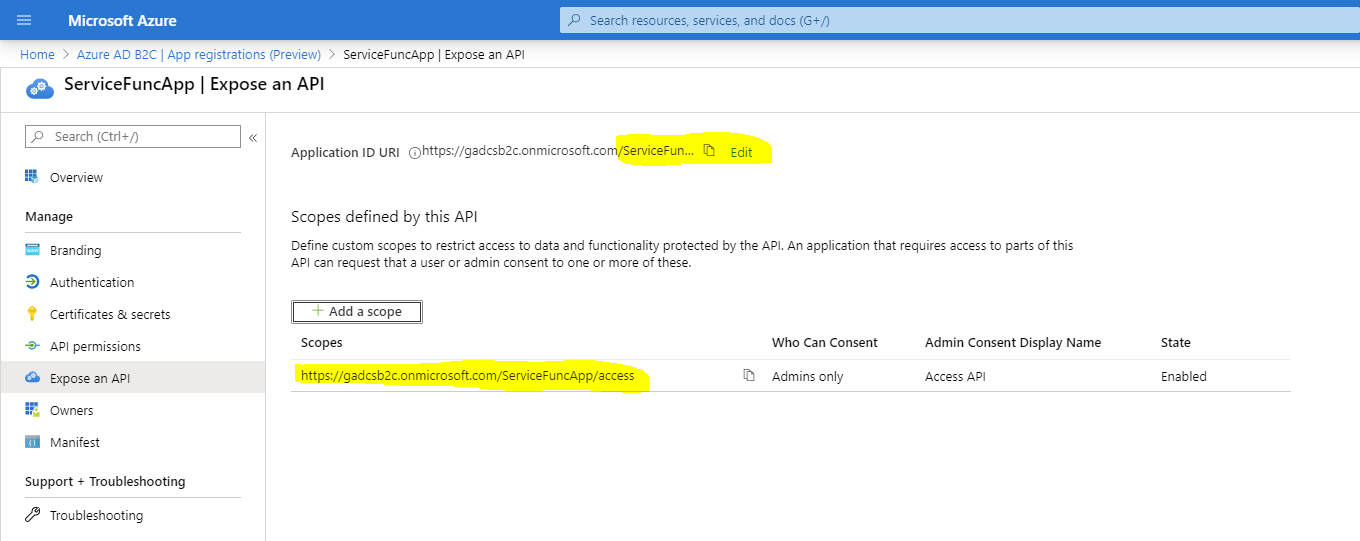 Microsoft Azure
Search resources, services, and docs (G+/)
Home > Azure AD B2C | App registrations (Preview) > ServiceFuncApp | Expose an API
ServiceFuncApp | Expose an API
Search (Ctrl+/)
«
Overview
Manage
Branding
Authentication
Certificates & secrets
API permissions
Expose an API
Owners
Manifest
Support + Troubleshooting
Troubleshooting
Application ID URI https://gadcsb2c.onmicrosoft.com/ServiceFun... Edit
Scopes defined by this API
Define custom scopes to restrict access to data and functionality protected by the API. An application that requires access to parts of this
API can request that a user or admin consent to one or more of these.
+ Add a scope
Scopes Who Can Consent Admin Consent Display Name State
https://gadcsb2c.onmicrosoft.com/ServiceFuncApp/access Admins only Access API Enabled